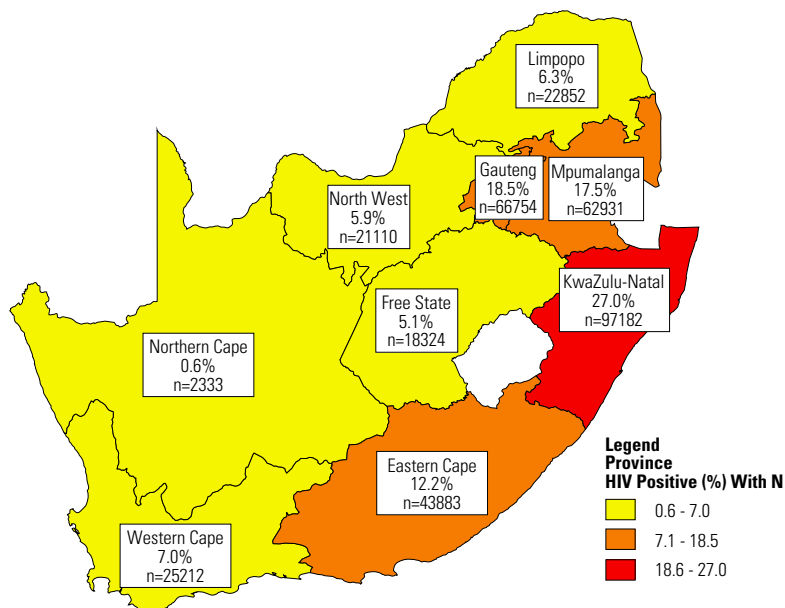 Limpopo
6.3%
n=22852
Gauteng
18.5%
n=66754
Mpumalanga
17.5%
n=62931
North West
5.9%
n=21110
KwaZulu-Natal
27.0%
n=97182
Free State
5.1%
n=18324
Northern Cape
0.6%
n=2333
Eastern Cape
12.2%
n=43883
Western Cape
7.0%
n=25212
Legend
Province
HIV Positive (%) With N
0.6 - 7.0
7.1 - 18.5
18.6 - 27.0